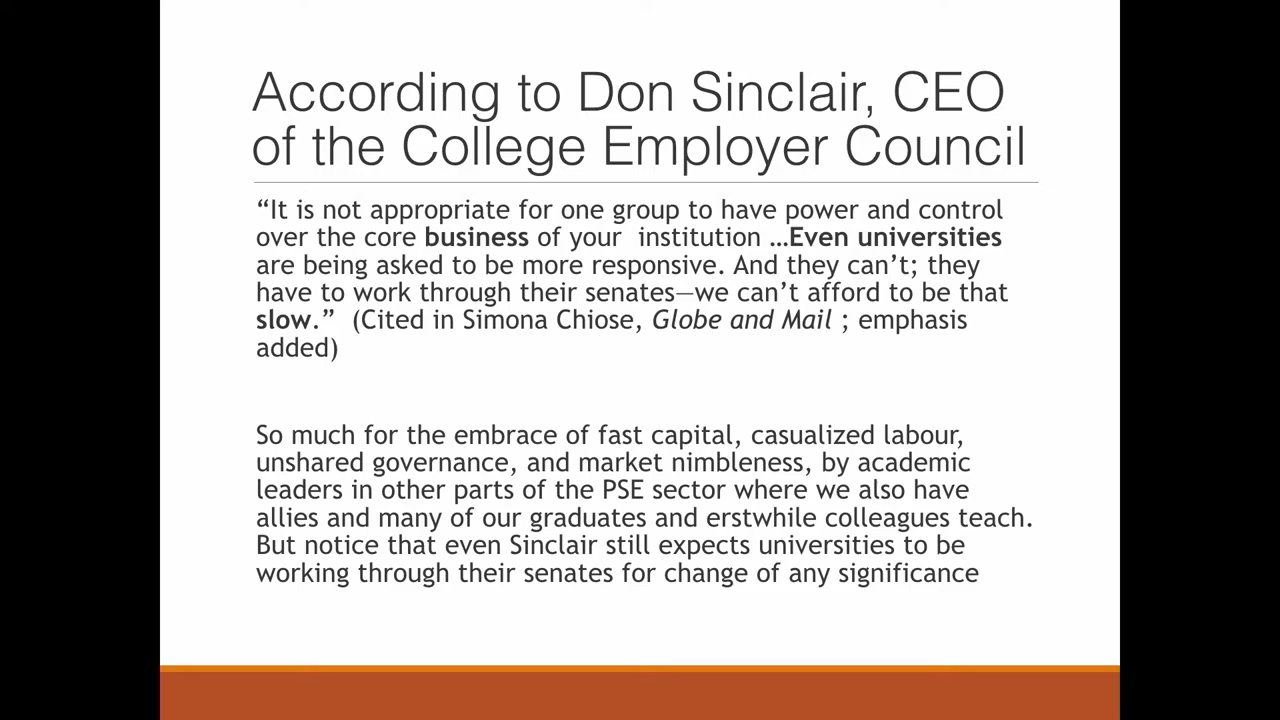 According to Don Sinclair, CEO
of the College Employer Council
“It is not appropriate for one group to have power and control
over the core business of your  institution …Even universities
are being asked to be more responsive. And they can’t; they
have to work through their senates—we can’t afford to be that
slow.”  (Cited in Simona Chiose, Globe and Mail ; emphasis
added)
So much for the embrace of fast capital, casualized labour,
unshared governance, and market nimbleness, by academic
leaders in other parts of the PSE sector where we also have
allies and many of our graduates and erstwhile colleagues teach.
But notice that even Sinclair still expects universities to be
working through their senates for change of any significance